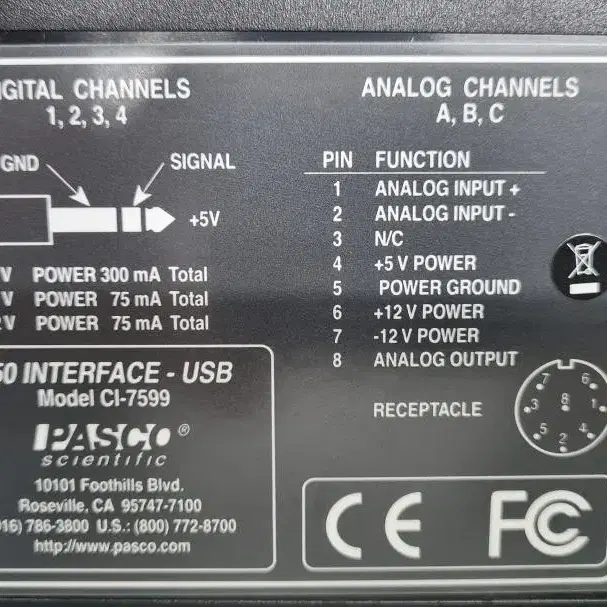 IGITAL CHANNELS
1, 2, 3, 4
GND
SIGNAL
+5V
V POWER 300 mA Total
V POWER 75 mA Total
V POWER 75 mA Total
50 INTERFACE - USB
Model CI-7599
PASCO®
scientific
10101 Foothills Blvd.
Roseville, CA 95747-7100
16) 786-3800 U.S.: (800) 772-8700
http://www.pasco.com
ANALOG CHANNELS
A, B, C
PIN FUNCTION
1 ANALOG INPUT +
2 ANALOG INPUT -
3 N/C
4 +5 V POWER
5 POWER GROUND
6 +12 V POWER
7 -12 V POWER
8 ANALOG OUTPUT
RECEPTACLE
7 6
3 8 1
5 4
2
CE FC